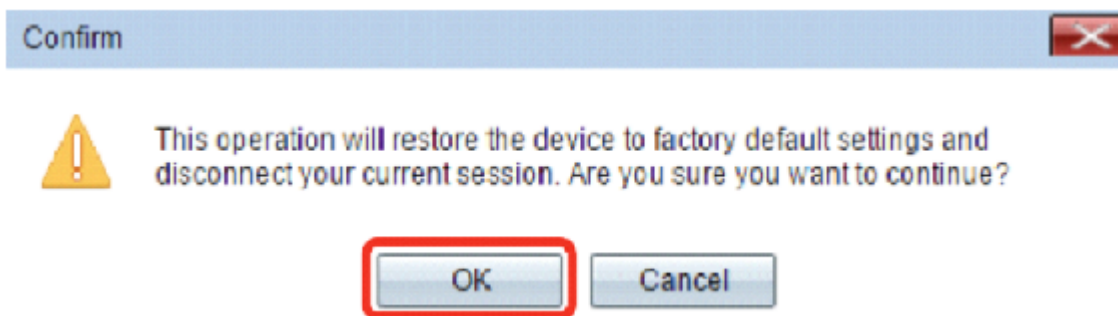 Confirm
This operation will restore the device to factory default settings and
disconnect your current session. Are you sure you want to continue?
OK Cancel